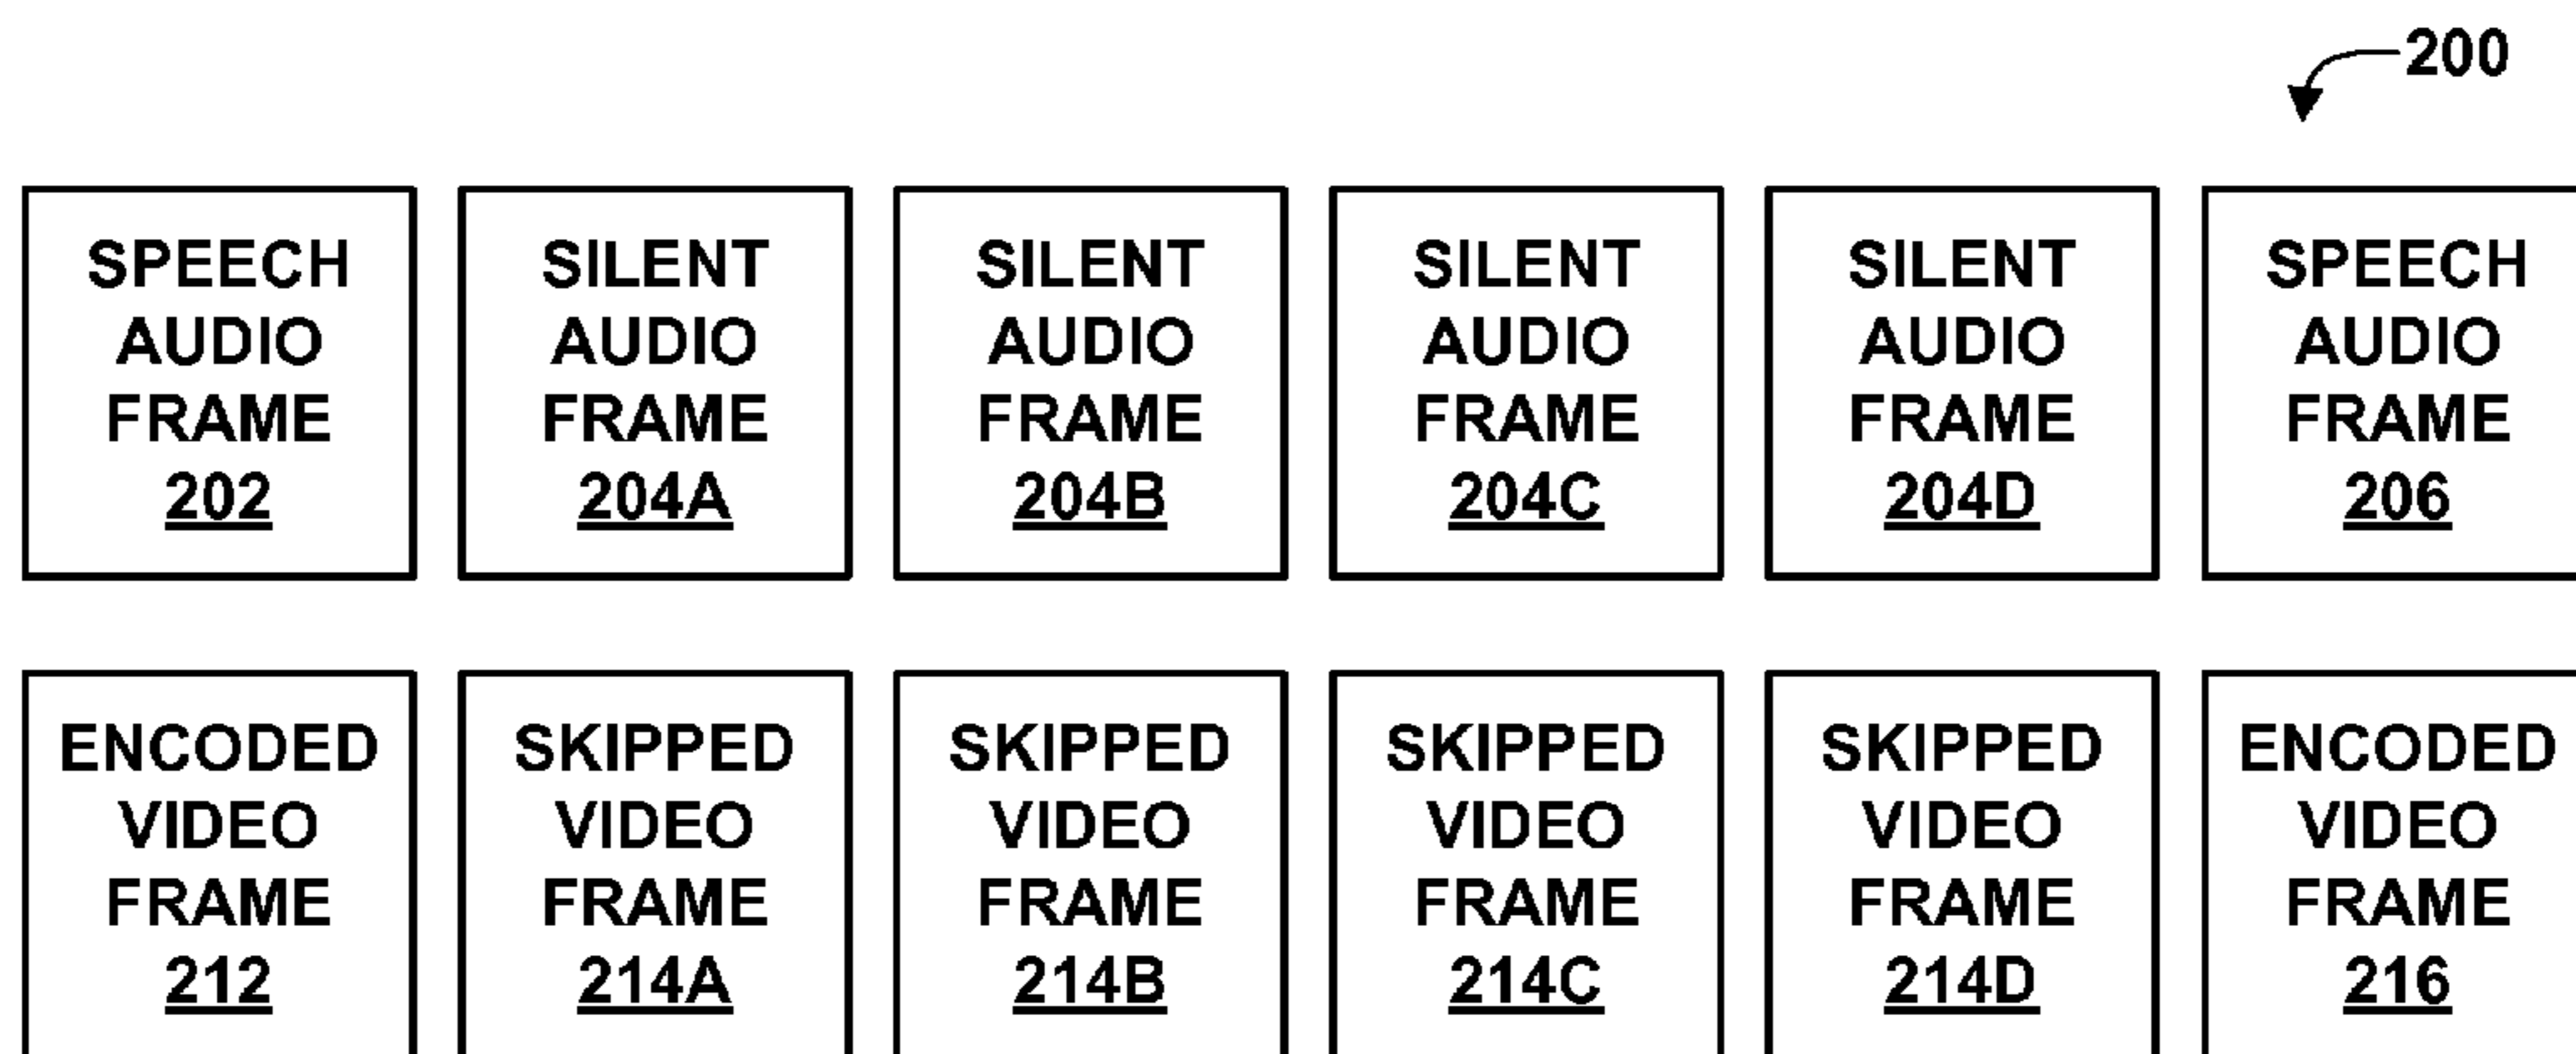 200
SPEECH
AUDIO
FRAME
202
SILENT
AUDIO
FRAME
204A
SILENT
AUDIO
FRAME
204B
SILENT
AUDIO
FRAME
204C
SILENT
AUDIO
FRAME
204D
SPEECH
AUDIO
FRAME
206
ENCODED
VIDEO
FRAME
212
SKIPPED
VIDEO
FRAME
214A
SKIPPED
VIDEO
FRAME
214B
SKIPPED
VIDEO
FRAME
214C
SKIPPED
VIDEO
FRAME
214D
ENCODED
VIDEO
FRAME
216